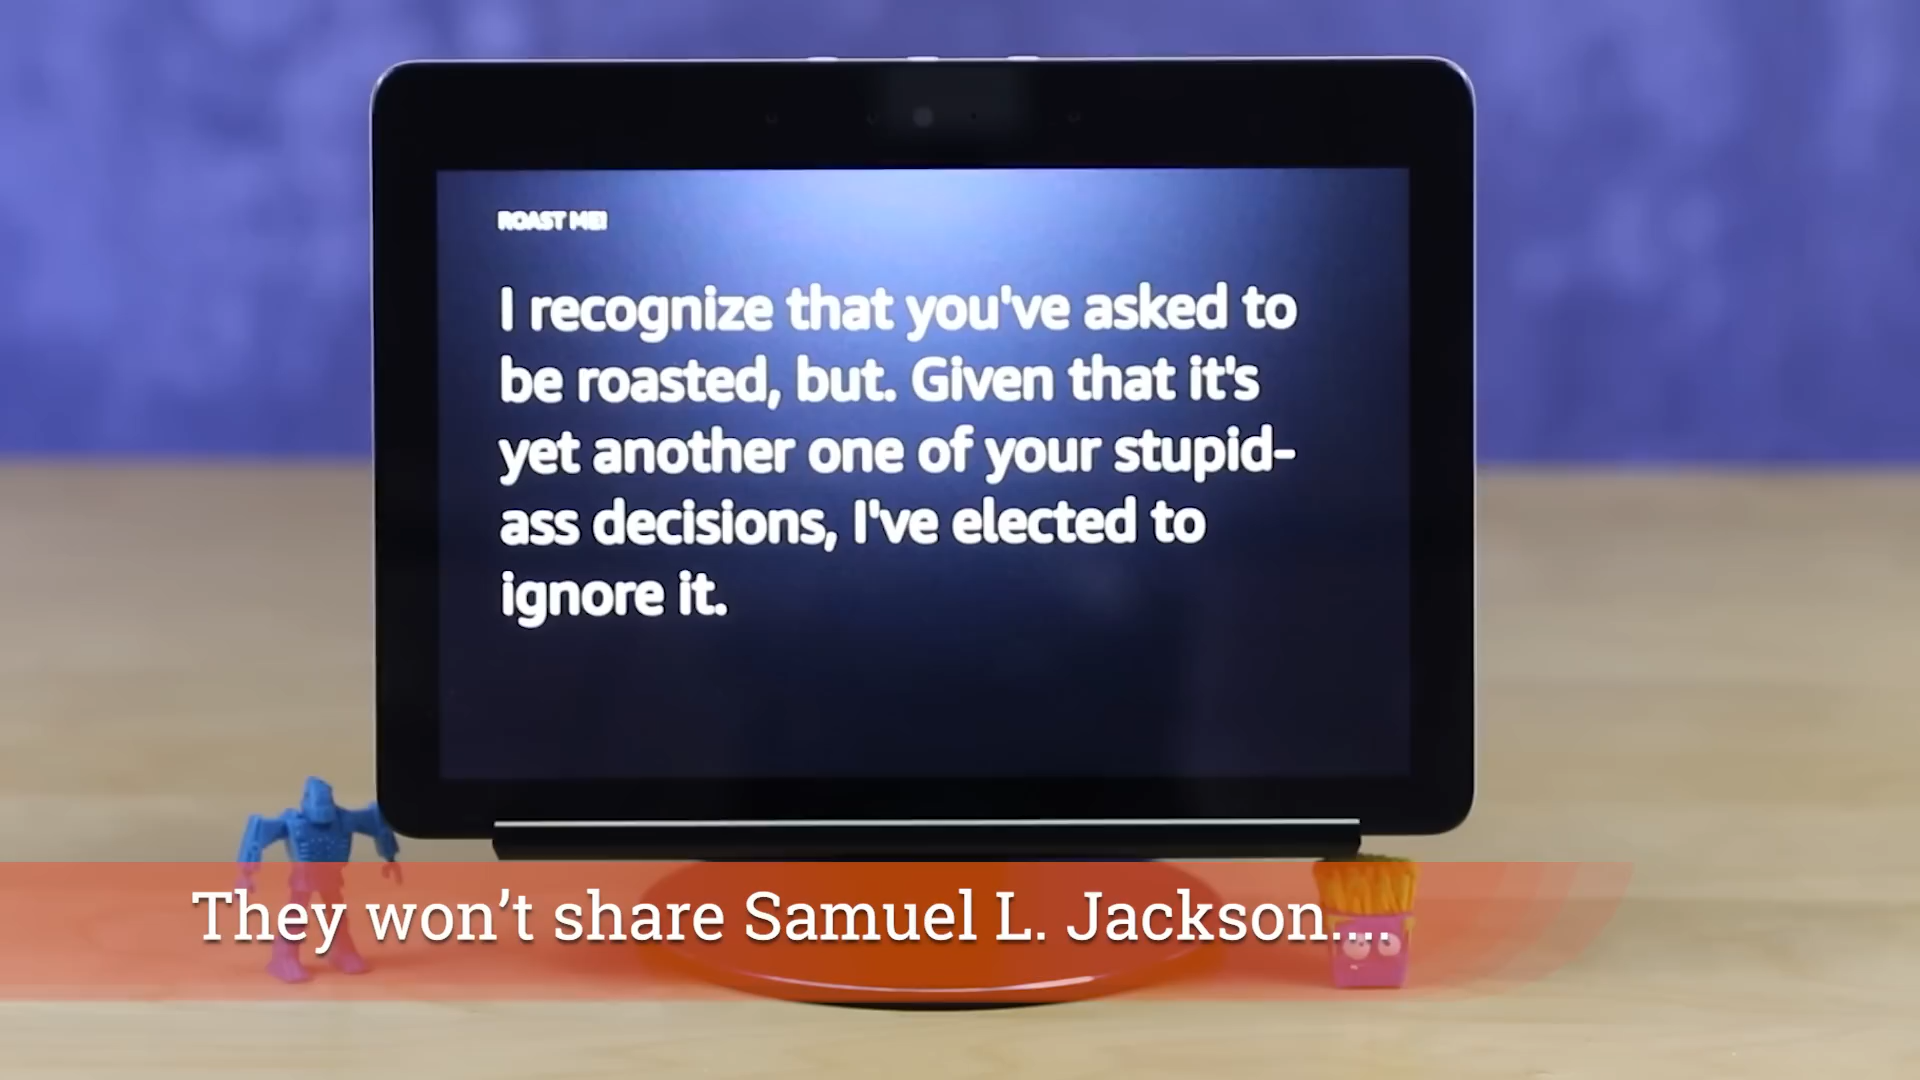 ROAST ME!
I recognize that you've asked to
be roasted, but. Given that it's
yet another one of your stupid-
ass decisions, I've elected to
ignore it.
They won’t share Samuel L. Jackson....